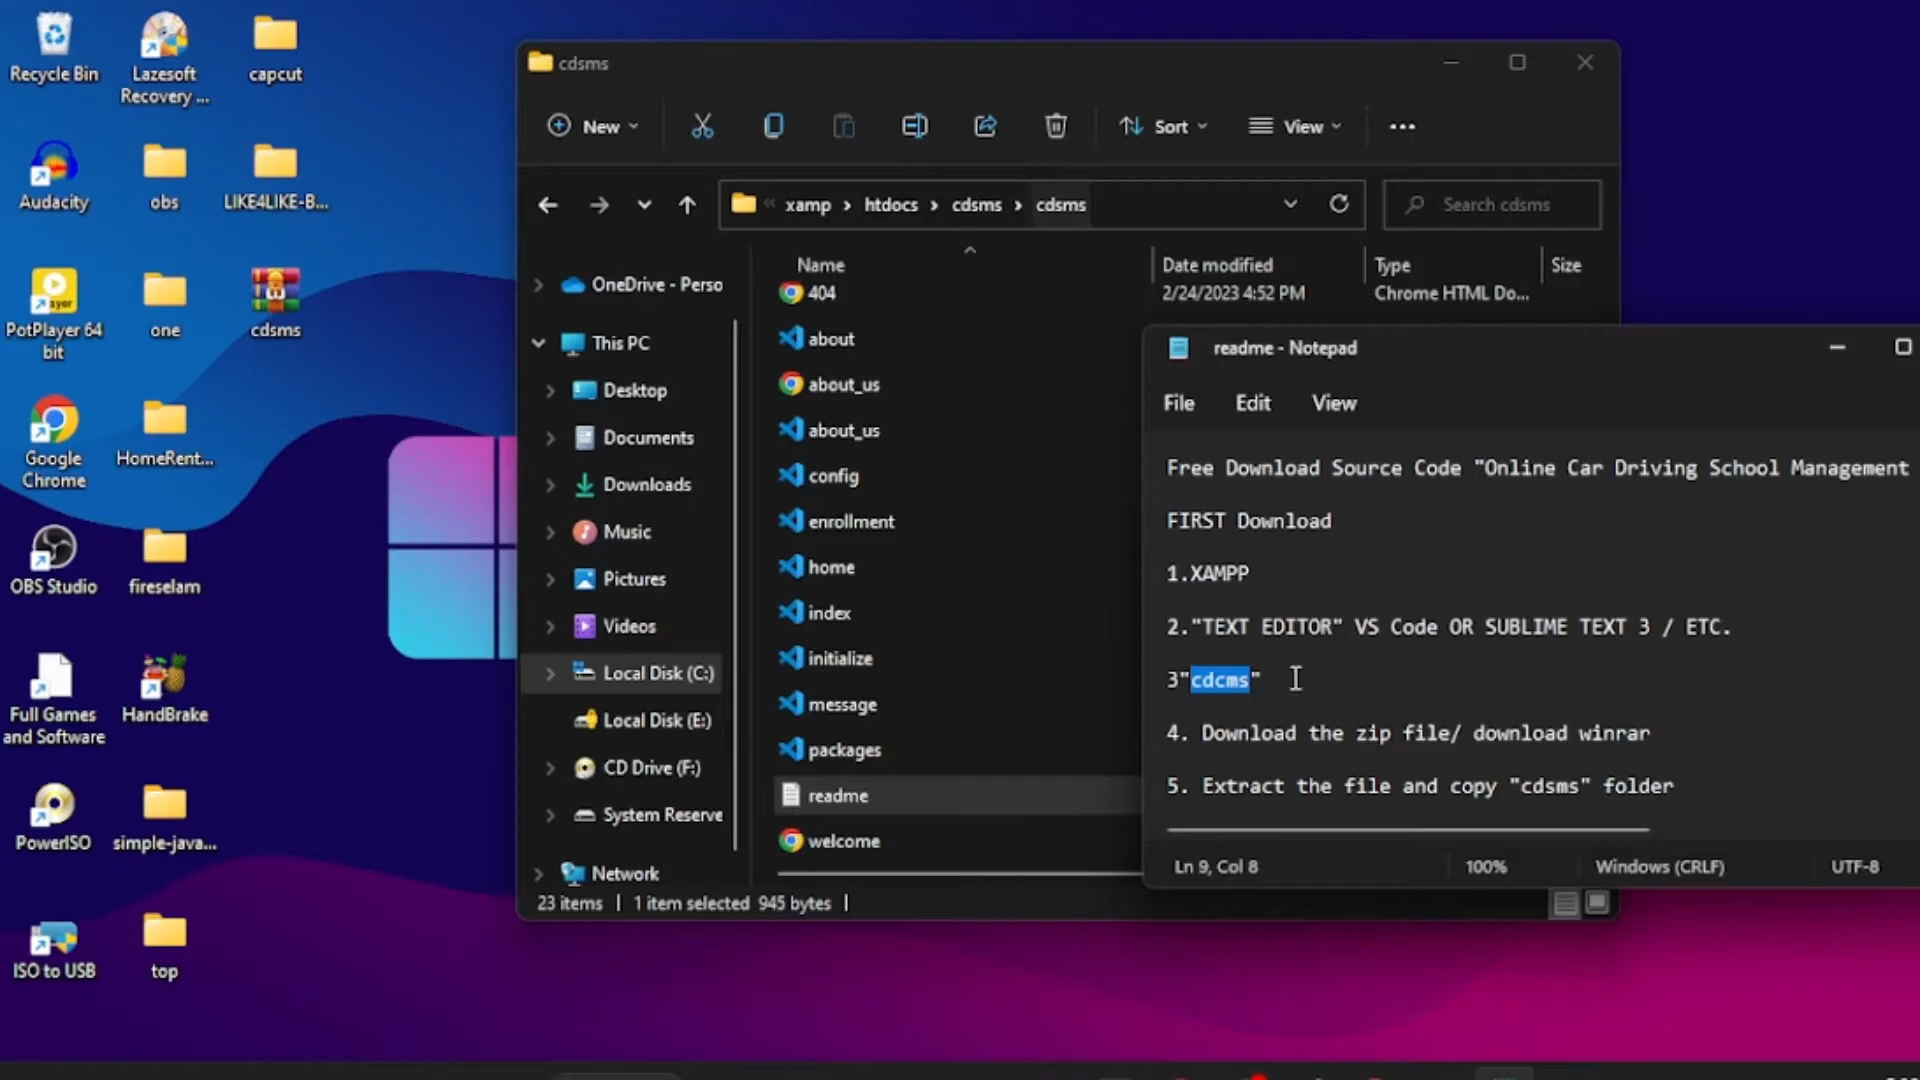 Recycle Bin
Lazesoft
Recovery ...
capcut
Audacity
obs
LIKE4LIKE-B...
PotPlayer 64
bit
one
cdsms
Google
Chrome
HomeRent...
OBS Studio
fireselam
Full Games
and Software
HandBrake
PowerISO
simple-java...
ISO to USB
top
cdsms
New
Sort
View
xamp > htdocs > cdsms > cdsms
Search cdsms
OneDrive - Perso
This PC
Desktop
Documents
Downloads
Music
Pictures
Videos
Local Disk (C:)
Local Disk (E:)
CD Drive (F:)
System Reserve
Network
Name Date modified Type Size
404 2/24/2023 4:52 PM Chrome HTML Do...
about
about_us
about_us
config
enrollment
home
index
initialize
message
packages
readme
welcome
23 items | 1 item selected 945 bytes |
readme - Notepad
File Edit View
Free Download Source Code "Online Car Driving School Management
FIRST Download
1.XAMPP
2."TEXT EDITOR" VS Code OR SUBLIME TEXT 3 / ETC.
3"cdcms"
4. Download the zip file/ download winrar
5. Extract the file and copy "cdsms" folder
Ln 9, Col 8 100% Windows (CRLF) UTF-8